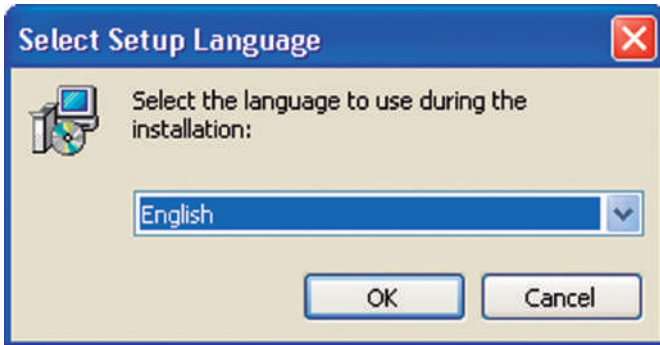 Select Setup Language
Select the language to use during the
installation:
English
OK
Cancel